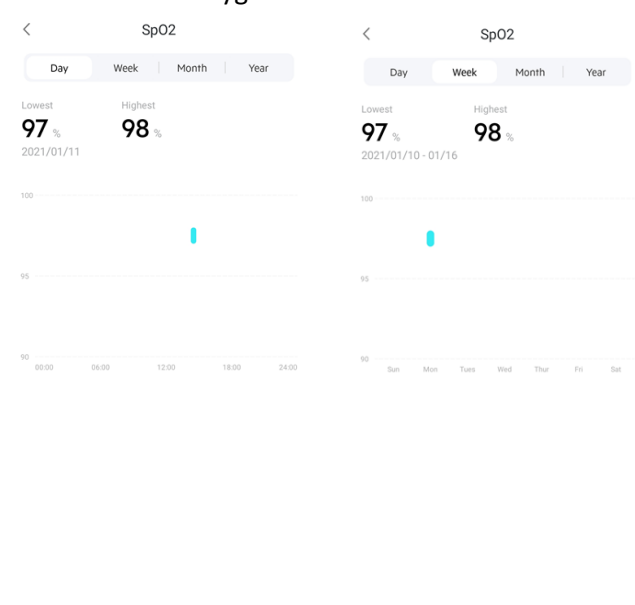 SpO2
Day Week Month Year
Lowest Highest
97 % 98 %
2021/01/11
100
95
90
00:00 06:00 12:00 18:00 24:00
SpO2
Day Week Month Year
Lowest Highest
97 % 98 %
2021/01/10 - 01/16
100
95
90
Sun Mon Tues Wed Thur Fri Sat